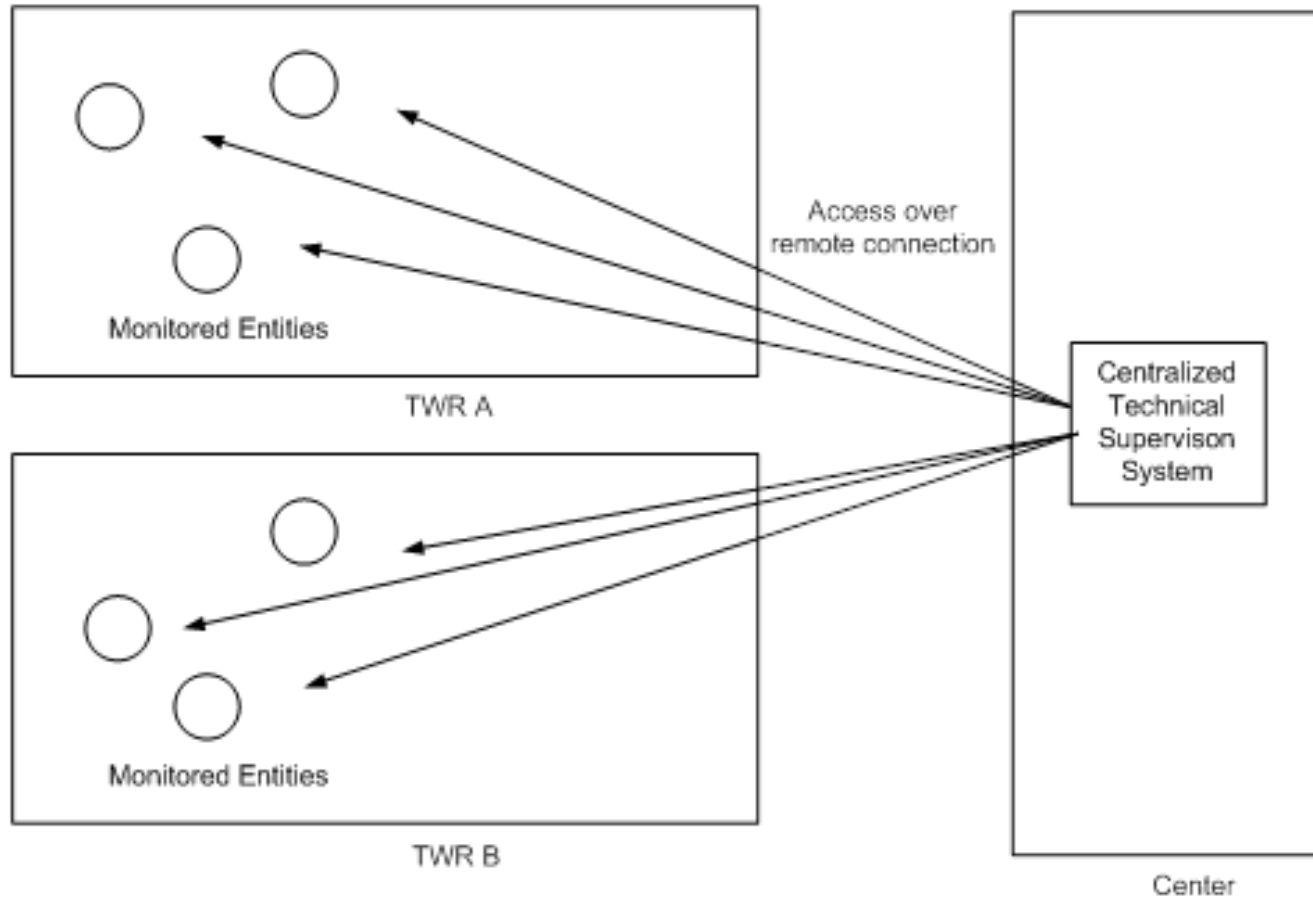 Access over
remote connection
Monitored Entities
TWR A
Centralized
Technical
Supervison
System
Monitored Entities
TWR B
Center